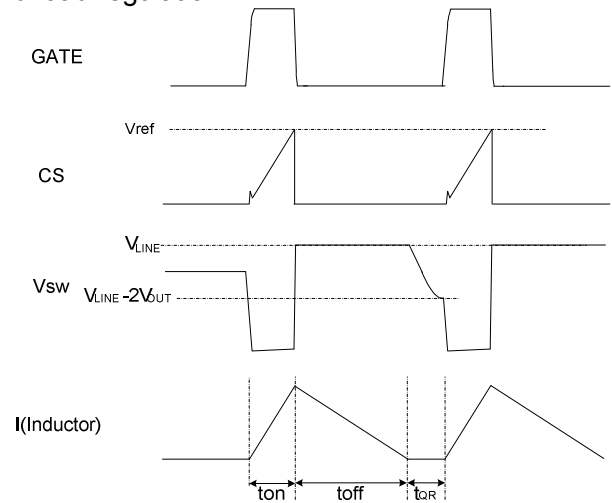 GATE
Vref
CS
VLINE
Vsw
VLINE -2VOUT
I(Inductor)
ton toff tQR